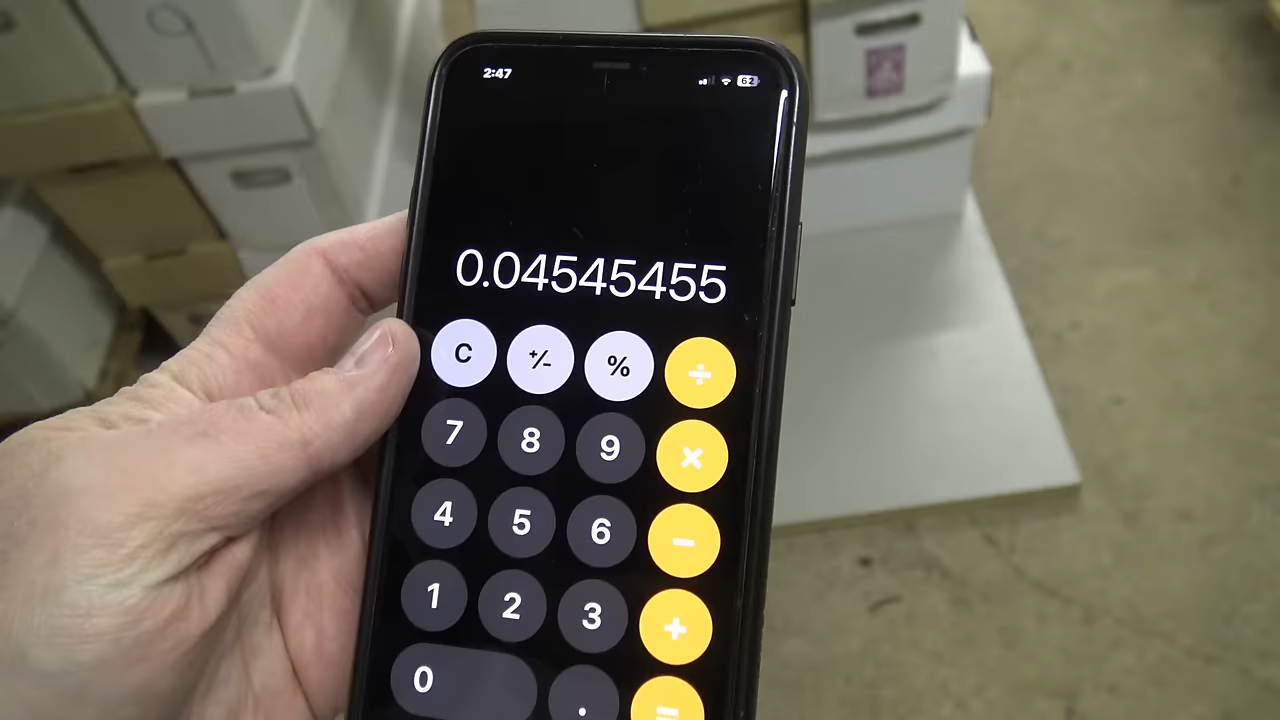 2:47 62
0.04545455
C +/- % ÷
7 8 9 ×
4 5 6 −
1 2 3 +
0 . =